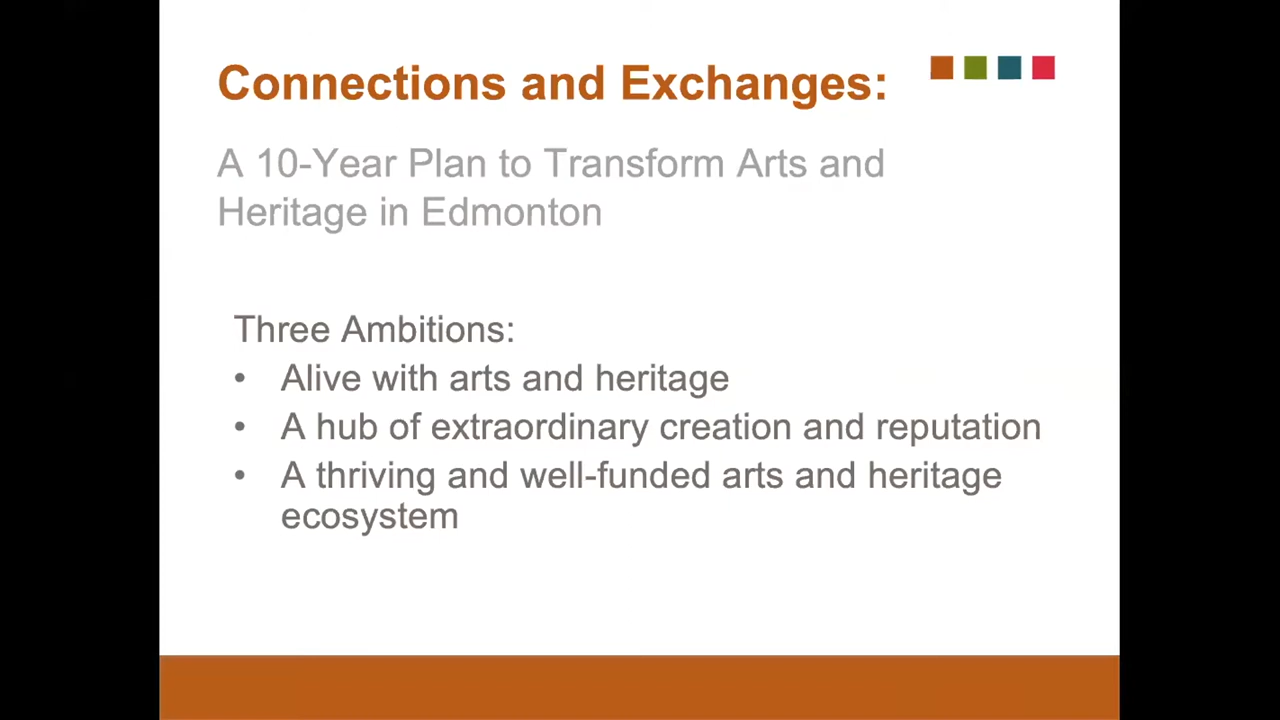 Connections and Exchanges:
A 10-Year Plan to Transform Arts and
Heritage in Edmonton
Three Ambitions:
• Alive with arts and heritage
• A hub of extraordinary creation and reputation
• A thriving and well-funded arts and heritage
ecosystem